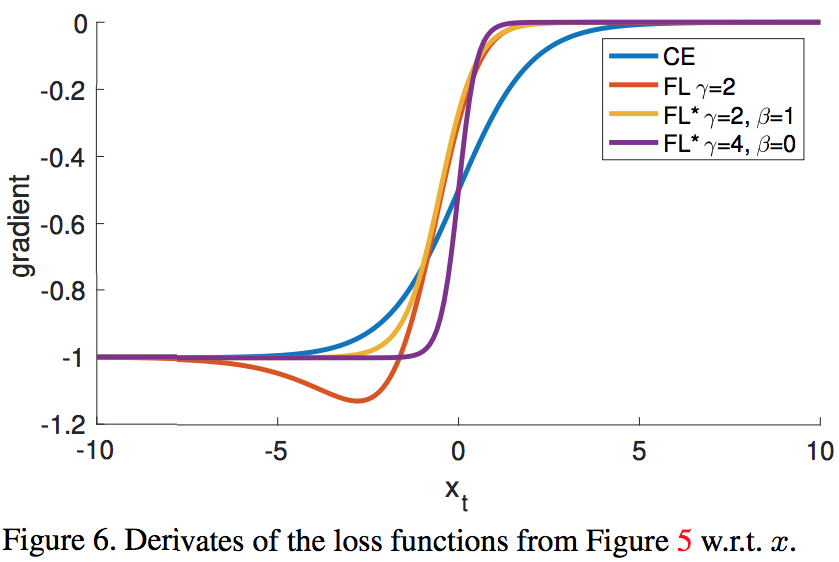 0
-0.2
-0.4
-0.6
-0.8
-1
-1.2
gradient
-10
-5
0
5
10
xt
CE
FL γ=2
FL* γ=2, β=1
FL* γ=4, β=0
Figure 6. Derivates of the loss functions from Figure 5 w.r.t. x.